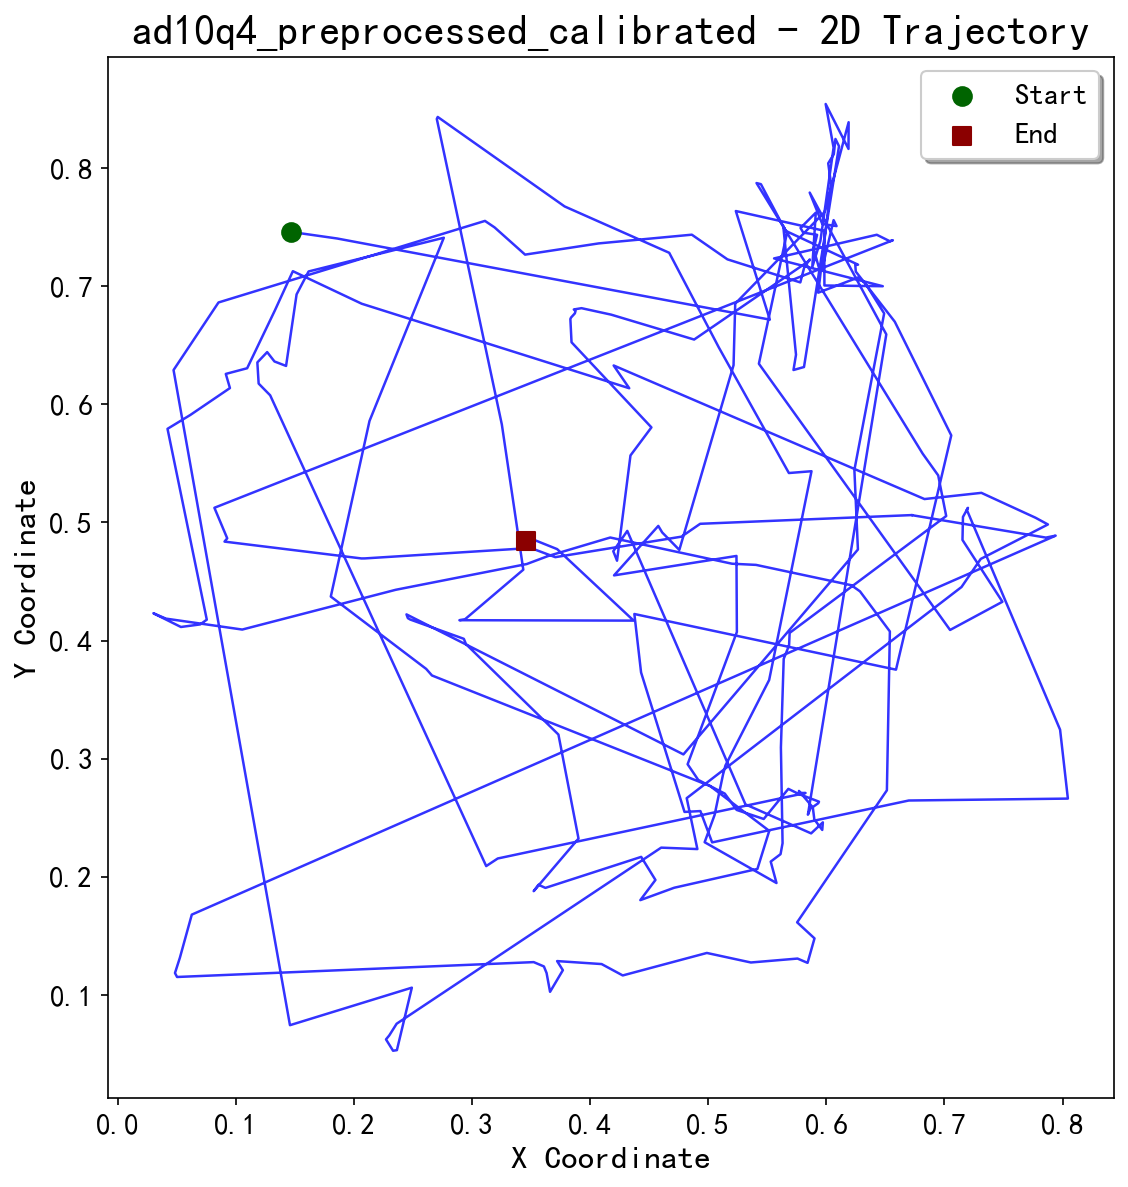 ad10q4_preprocessed_calibrated - 2D Trajectory
Start
End
Y Coordinate
0.8
0.7
0.6
0.5
0.4
0.3
0.2
0.1
0.0 0.1 0.2 0.3 0.4 0.5 0.6 0.7 0.8
X Coordinate